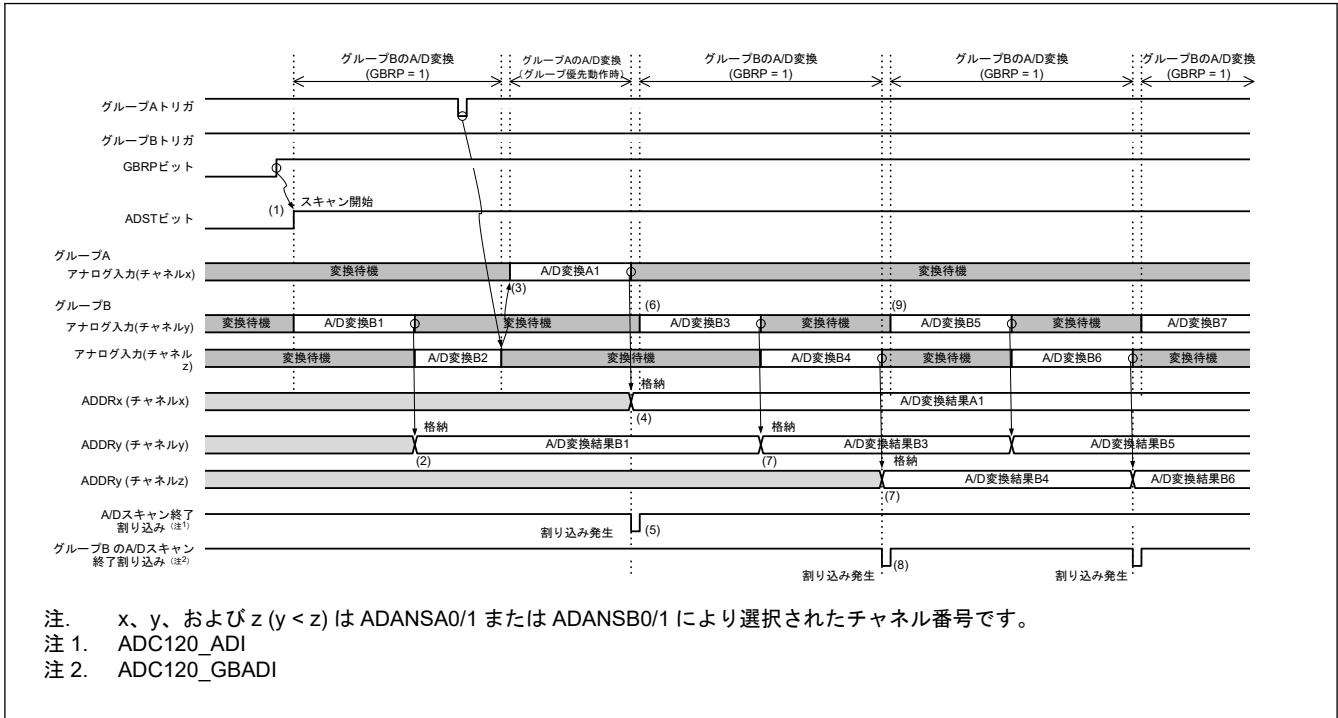 グループBのA/D変換
(GBRP = 1)
グループAのA/D変換
(グループ優先動作時)
グループBのA/D変換
(GBRP = 1)
グループBのA/D変換
(GBRP = 1)
グループBのA/D変換
(GBRP = 1)
グループAトリガ
グループBトリガ
GBRPビット
(1)
スキャン開始
ADSTビット
グループA
アナログ入力(チャネルx)
変換待機
A/D変換A1
変換待機
(3)
グループB
(6)
(9)
アナログ入力(チャネルy)
変換待機
A/D変換B1
変換待機
A/D変換B3
変換待機
A/D変換B5
変換待機
A/D変換B7
アナログ入力(チャネル
z)
変換待機
A/D変換B2
変換待機
A/D変換B4
変換待機
A/D変換B6
変換待機
格納
ADDRx (チャネルx)
A/D変換結果A1
(4)
格納
格納
ADDRy (チャネルy)
A/D変換結果B1
A/D変換結果B3
A/D変換結果B5
(2)
(7)
格納
ADDRy (チャネルz)
A/D変換結果B4
A/D変換結果B6
(7)
A/Dスキャン終了
割り込み (注1)
割り込み発生
(5)
グループB のA/Dスキャン
終了割り込み (注2)
(8)
割り込み発生
割り込み発生
注. x、y、および z (y < z) は ADANSA0/1 または ADANSB0/1 により選択されたチャネル番号です。
注 1. ADC120_ADI
注 2. ADC120_GBADI